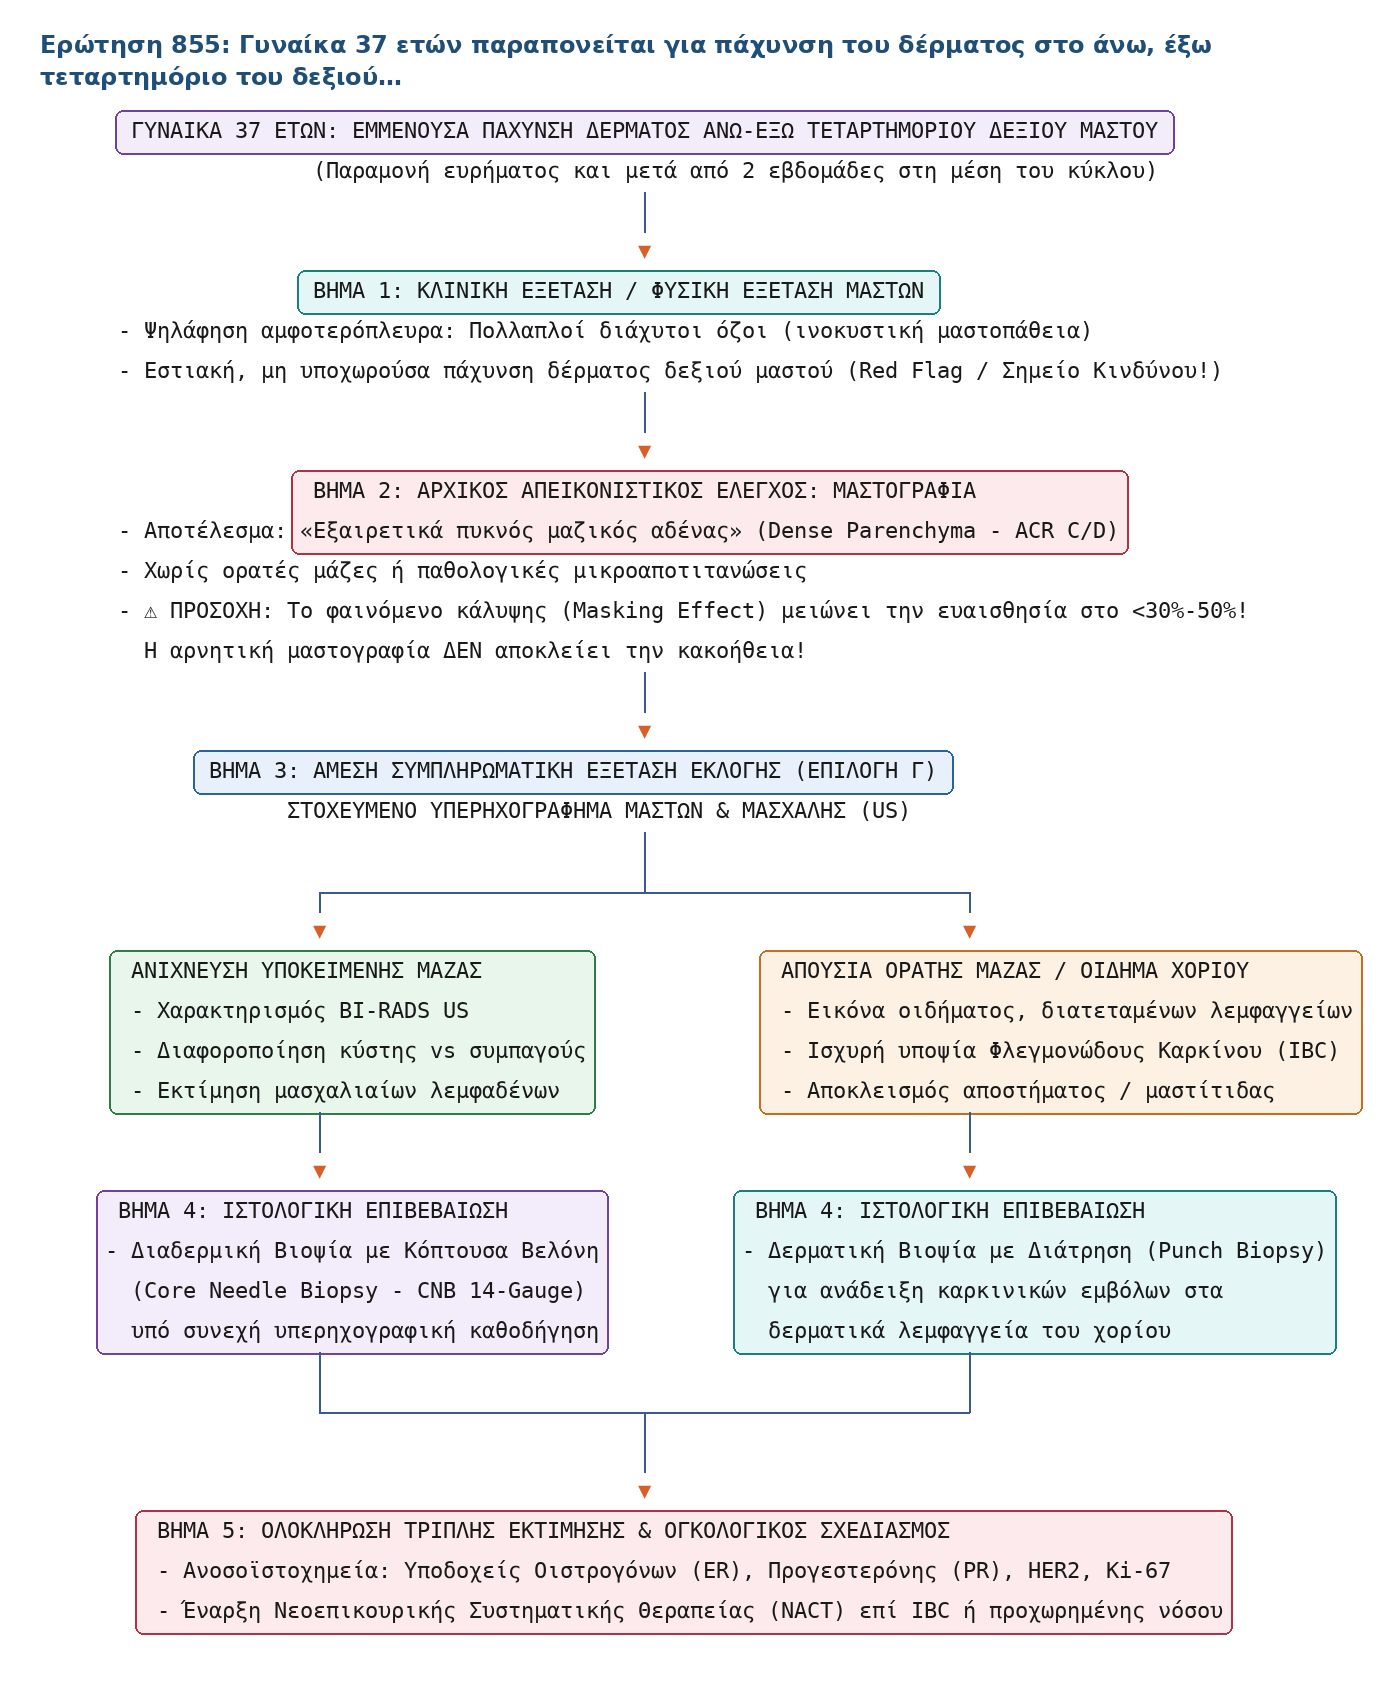 Ερώτηση 855: Γυναίκα 37 ετών παραπονείται για πάχυνση του δέρματος στο άνω, έξω
τεταρτημόριο του δεξιού...
ΓΥΝΑΙΚΑ 37 ΕΤΩΝ: ΕΜΜΕΝΟΥΣΑ ΠΑΧΥΝΣΗ ΔΕΡΜΑΤΟΣ ΑΝΩ-ΕΞΩ ΤΕΤΑΡΤΗΜΟΡΙΟΥ ΔΕΞΙΟΥ ΜΑΣΤΟΥ
(Παραμονή ευρήματος και μετά από 2 εβδομάδες στη μέση του κύκλου)
▼
ΒΗΜΑ 1: ΚΛΙΝΙΚΗ ΕΞΕΤΑΣΗ / ΦΥΣΙΚΗ ΕΞΕΤΑΣΗ ΜΑΣΤΩΝ
- Ψηλάφηση αμφοτερόπλευρα: Πολλαπλοί διάχυτοι όζοι (ινοκυστική μαστοπάθεια)
- Εστιακή, μη υποχωρούσα πάχυνση δέρματος δεξιού μαστού (Red Flag / Σημείο Κινδύνου!)
▼
ΒΗΜΑ 2: ΑΡΧΙΚΟΣ ΑΠΕΙΚΟΝΙΣΤΙΚΟΣ ΕΛΕΓΧΟΣ: ΜΑΣΤΟΓΡΑΦΙΑ
- Αποτέλεσμα: «Εξαιρετικά πυκνός μαζικός αδένας» (Dense Parenchyma - ACR C/D)
- Χωρίς ορατές μάζες ή παθολογικές μικροαποτιτανώσεις
- ⚠ ΠΡΟΣΟΧΗ: Το φαινόμενο κάλυψης (Masking Effect) μειώνει την ευαισθησία στο <30%-50%!
Η αρνητική μαστογραφία ΔΕΝ αποκλείει την κακοήθεια!
▼
ΒΗΜΑ 3: ΑΜΕΣΗ ΣΥΜΠΛΗΡΩΜΑΤΙΚΗ ΕΞΕΤΑΣΗ ΕΚΛΟΓΗΣ (ΕΠΙΛΟΓΗ Γ)
ΣΤΟΧΕΥΜΕΝΟ ΥΠΕΡΗΧΟΓΡΑΦΗΜΑ ΜΑΣΤΩΝ & ΜΑΣΧΑΛΗΣ (US)
▼ ▼
ΑΝΙΧΝΕΥΣΗ ΥΠΟΚΕΙΜΕΝΗΣ ΜΑΖΑΣ
- Χαρακτηρισμός BI-RADS US
- Διαφοροποίηση κύστης vs συμπαγούς
- Εκτίμηση μασχαλιαίων λεμφαδένων
ΑΠΟΥΣΙΑ ΟΡΑΤΗΣ ΜΑΖΑΣ / ΟΙΔΗΜΑ ΧΟΡΙΟΥ
- Εικόνα οιδήματος, διατεταμένων λεμφαγγείων
- Ισχυρή υποψία Φλεγμονώδους Καρκίνου (IBC)
- Αποκλεισμός αποστήματος / μαστίτιδας
▼ ▼
ΒΗΜΑ 4: ΙΣΤΟΛΟΓΙΚΗ ΕΠΙΒΕΒΑΙΩΣΗ
- Διαδερμική Βιοψία με Κόπτουσα Βελόνη
(Core Needle Biopsy - CNB 14-Gauge)
υπό συνεχή υπερηχογραφική καθοδήγηση
ΒΗΜΑ 4: ΙΣΤΟΛΟΓΙΚΗ ΕΠΙΒΕΒΑΙΩΣΗ
- Δερματική Βιοψία με Διάτρηση (Punch Biopsy)
για ανάδειξη καρκινικών εμβόλων στα
δερματικά λεμφαγγεία του χορίου
▼
ΒΗΜΑ 5: ΟΛΟΚΛΗΡΩΣΗ ΤΡΙΠΛΗΣ ΕΚΤΙΜΗΣΗΣ & ΟΓΚΟΛΟΓΙΚΟΣ ΣΧΕΔΙΑΣΜΟΣ
- Ανοσοϊστοχημεία: Υποδοχείς Οιστρογόνων (ER), Προγεστερόνης (PR), HER2, Ki-67
- Έναρξη Νεοεπικουρικής Συστηματικής Θεραπείας (NACT) επί IBC ή προχωρημένης νόσου